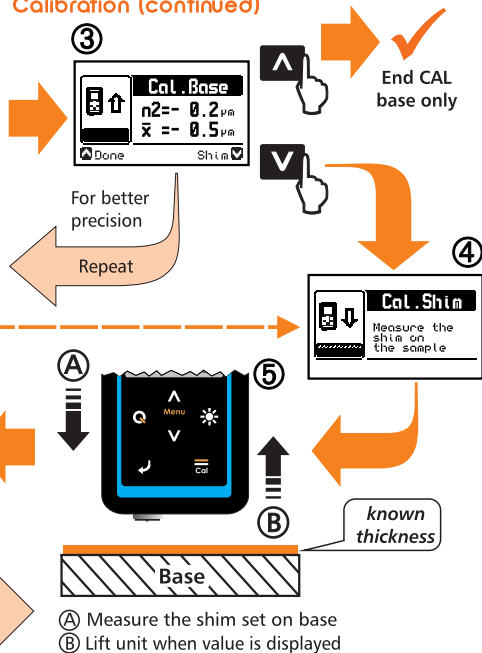 Calibration (continued)
③
Cal.Base
n2=- 0.2µm
x̅ =- 0.5µm
Done Shim
End CAL
base only
For better
precision
Repeat
④
Cal.Shim
Measure the
shim on
the sample
Ⓐ
⑤
Menu
Cal
Ⓑ
known
thickness
Base
Ⓐ Measure the shim set on base
Ⓑ Lift unit when value is displayed